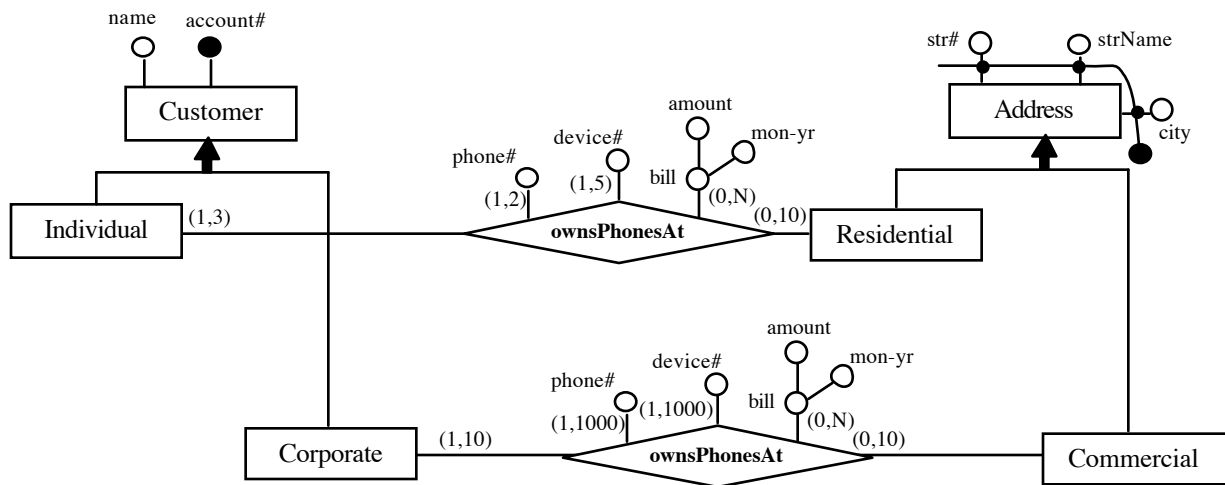 name
account#
Customer
str#
strName
Address
city
amount
mon-yr
device#
phone#
bill
(1,5)
(1,2)
(0,N)
Individual
(1,3)
ownsPhonesAt
(0,10)
Residential
amount
mon-yr
device#
phone#
bill
(1,1000)
(1,1000)
(0,N)
Corporate
(1,10)
ownsPhonesAt
(0,10)
Commercial